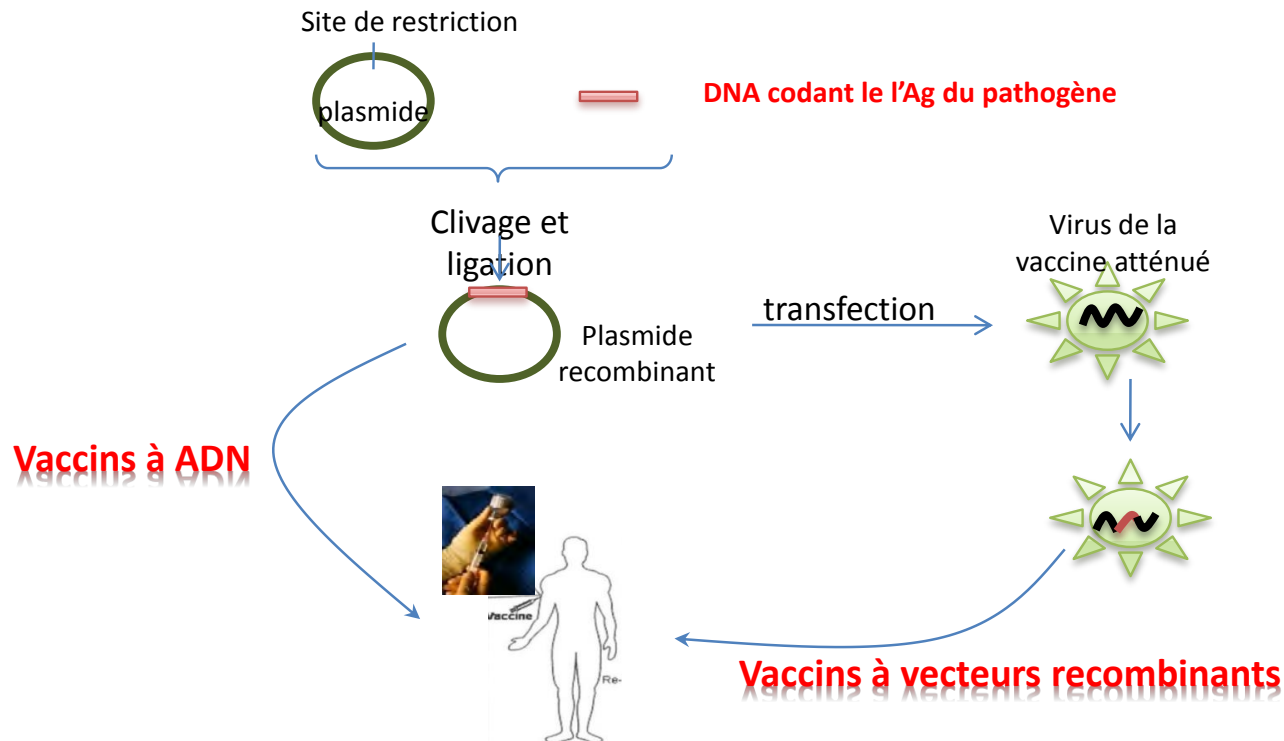 Site de restriction
plasmide
DNA codant le l'Ag du pathogène
Clivage et
ligation
Virus de la
vaccine atténué
transfection
Plasmide
recombinant
Vaccins à ADN
Vaccine
Re-
Vaccins à vecteurs recombinants